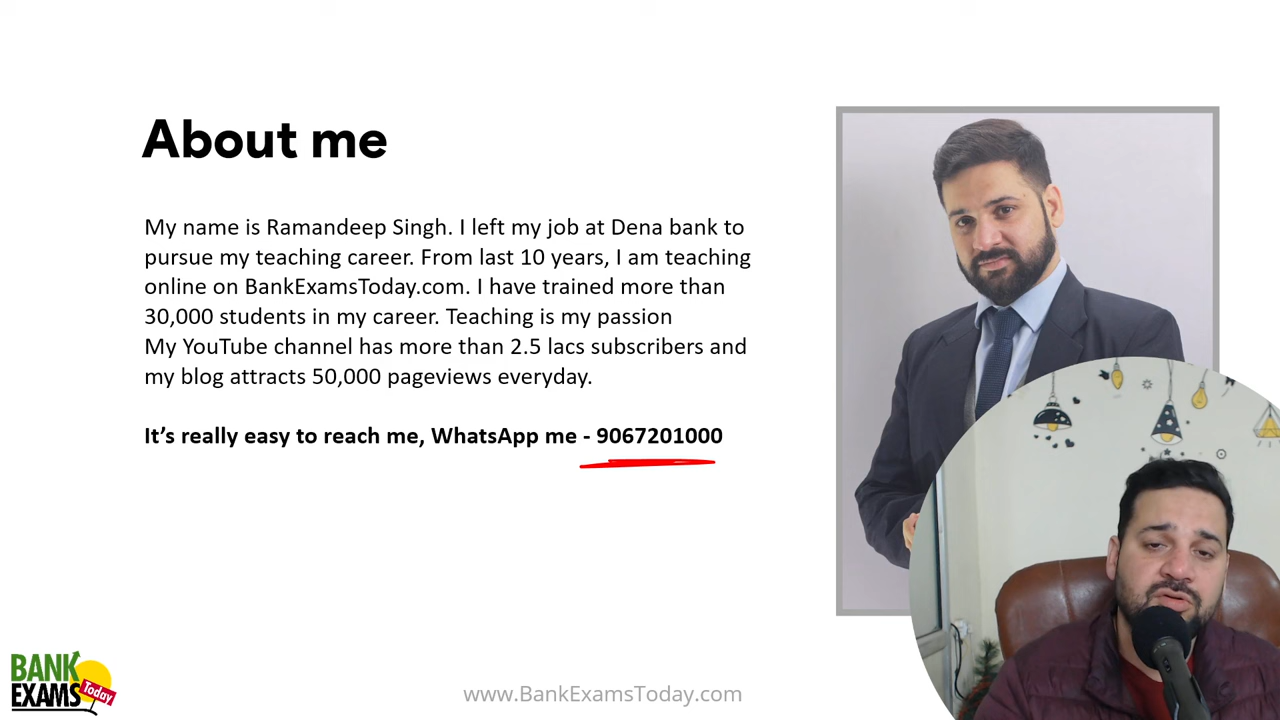 About me
My name is Ramandeep Singh. I left my job at Dena bank to
pursue my teaching career. From last 10 years, I am teaching
online on BankExamsToday.com. I have trained more than
30,000 students in my career. Teaching is my passion
My YouTube channel has more than 2.5 lacs subscribers and
my blog attracts 50,000 pageviews everyday.
It’s really easy to reach me, WhatsApp me - 9067201000
BANK
EXAMS
Today
www.BankExamsToday.com